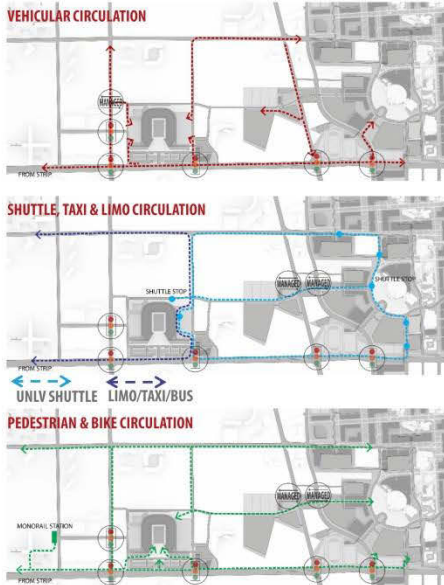 VEHICULAR CIRCULATION
MANAGED
FROM STRIP
SHUTTLE, TAXI & LIMO CIRCULATION
SHUTTLE STOP
MANAGED
MANAGED
SHUTTLE STOP
FROM STRIP
UNLV SHUTTLE
LIMO/TAXI/BUS
PEDESTRIAN & BIKE CIRCULATION
MANAGED
MANAGED
MONORAIL STATION
FROM STRIP